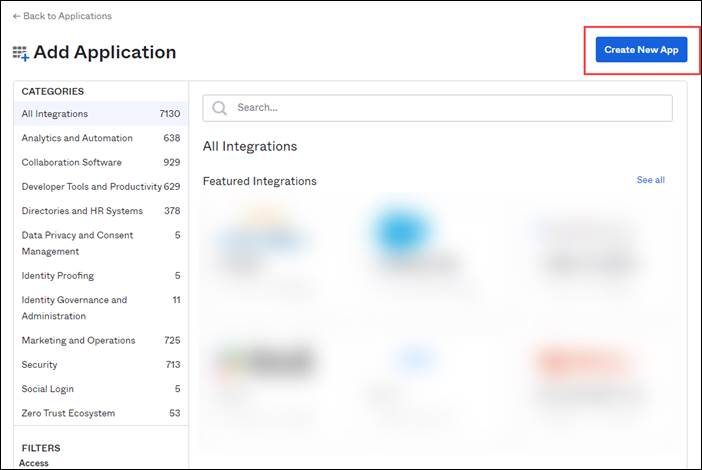 ← Back to Applications
Add Application
Create New App
CATEGORIES
All Integrations 7130
Analytics and Automation 638
Collaboration Software 929
Developer Tools and Productivity 629
Directories and HR Systems 378
Data Privacy and Consent 5
Management
Identity Proofing 5
Identity Governance and 11
Administration
Marketing and Operations 725
Security 713
Social Login 5
Zero Trust Ecosystem 53
FILTERS
Access
Search...
All Integrations
Featured Integrations
See all